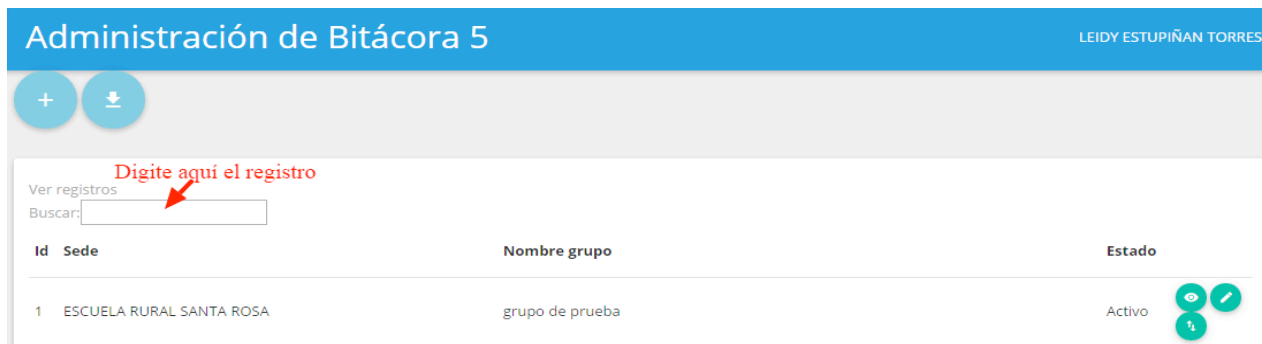 Administración de Bitácora 5
LEIDY ESTUPIÑAN TORRES
Digite aquí el registro
Ver registros
Buscar:
Id Sede Nombre grupo Estado
1 ESCUELA RURAL SANTA ROSA grupo de prueba Activo